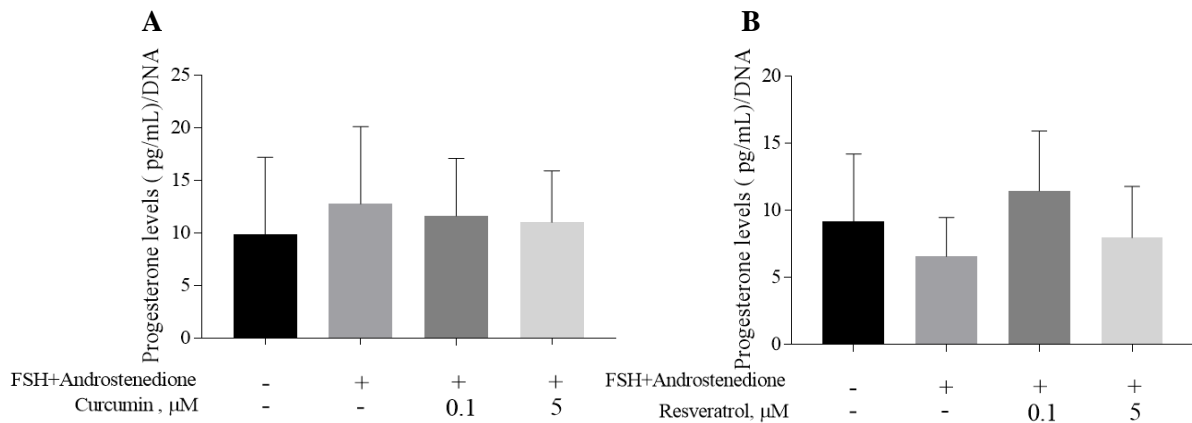 A
Progesterone levels ( pg/mL)/DNA
25
20
15
10
5
0
FSH+Androstenedione - + + +
Curcumin , μM - - 0.1 5
B
Progesterone levels ( pg/mL)/DNA
20
15
10
5
0
FSH+Androstenedione - + + +
Resveratrol, μM - - 0.1 5